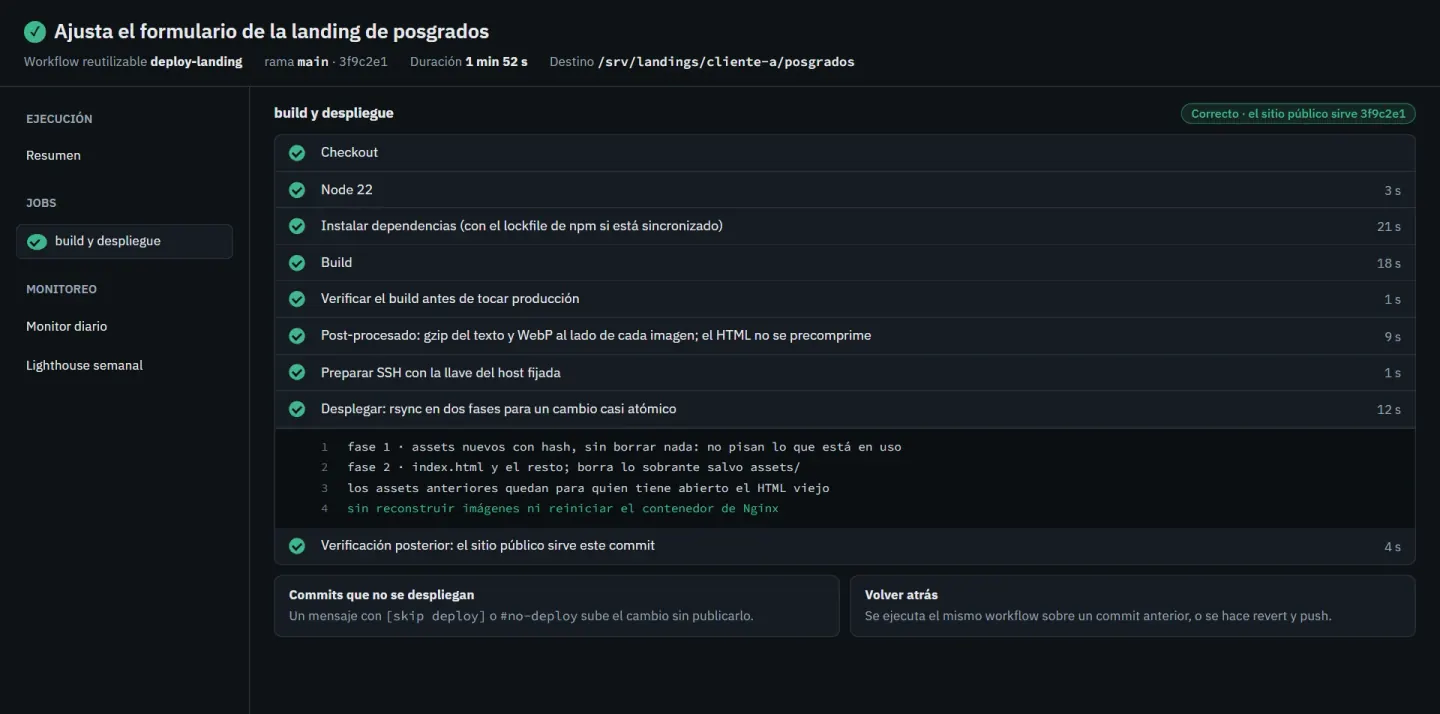 Ajusta el formulario de la landing de posgrados
Workflow reutilizable deploy-landing rama main · 3f9c2e1 Duración 1 min 52 s Destino /srv/landings/cliente-a/posgrados
EJECUCIÓN
Resumen
JOBS
build y despliegue
MONITOREO
Monitor diario
Lighthouse semanal
build y despliegue
Correcto · el sitio público sirve 3f9c2e1
Checkout
Node 22 3 s
Instalar dependencias (con el lockfile de npm si está sincronizado) 21 s
Build 18 s
Verificar el build antes de tocar producción 1 s
Post-procesado: gzip del texto y WebP al lado de cada imagen; el HTML no se precomprime 9 s
Preparar SSH con la llave del host fijada 1 s
Desplegar: rsync en dos fases para un cambio casi atómico 12 s
1 fase 1 · assets nuevos con hash, sin borrar nada: no pisan lo que está en uso
2 fase 2 · index.html y el resto; borra lo sobrante salvo assets/
3 los assets anteriores quedan para quien tiene abierto el HTML viejo
4 sin reconstruir imágenes ni reiniciar el contenedor de Nginx
Verificación posterior: el sitio público sirve este commit 4 s
Commits que no se despliegan
Un mensaje con [skip deploy] o #no-deploy sube el cambio sin publicarlo.
Volver atrás
Se ejecuta el mismo workflow sobre un commit anterior, o se hace revert y push.